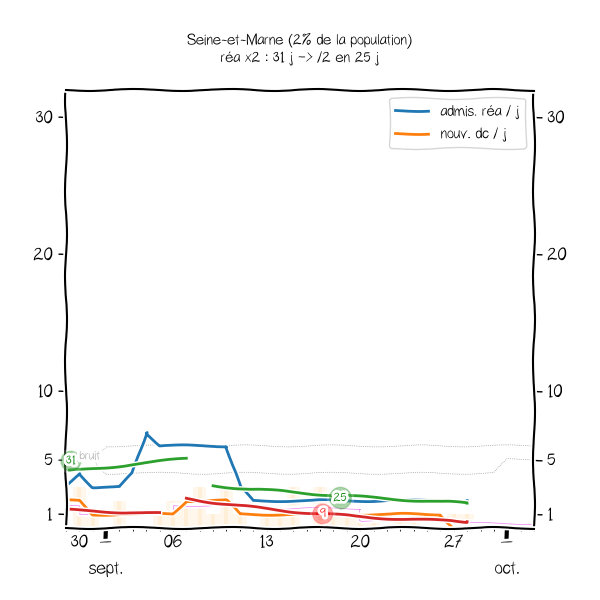 Seine-et-Marne (2% de la population)
réa x2 : 31 j -> /2 en 25 j
admis. réa / j
nouv. dc / j
30 30
20 20
10 10
31 bruit
5 5
25
9
1 1
30 06 13 20 27
sept. oct.